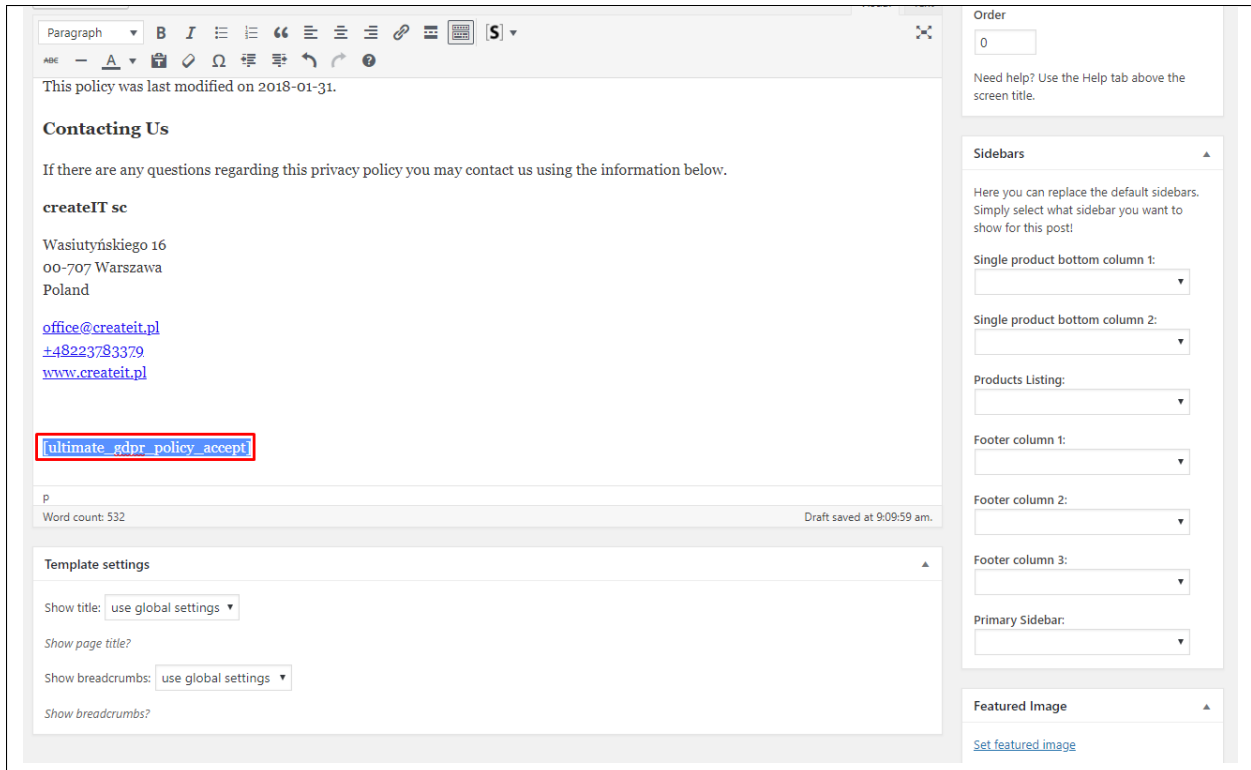 Paragraph
B I
[S]
ABC A Ω
This policy was last modified on 2018-01-31.
Contacting Us
If there are any questions regarding this privacy policy you may contact us using the information below.
createIT sc
Wasiutyńskiego 16
00-707 Warszawa
Poland
office@createit.pl
+48223783379
www.createit.pl
[ultimate_gdpr_policy_accept]
p
Word count: 532
Draft saved at 9:09:59 am.
Template settings
Show title: use global settings
Show page title?
Show breadcrumbs: use global settings
Show breadcrumbs?
Order
0
Need help? Use the Help tab above the
screen title.
Sidebars
Here you can replace the default sidebars.
Simply select what sidebar you want to
show for this post!
Single product bottom column 1:
Single product bottom column 2:
Products Listing:
Footer column 1:
Footer column 2:
Footer column 3:
Primary Sidebar:
Featured Image
Set featured image